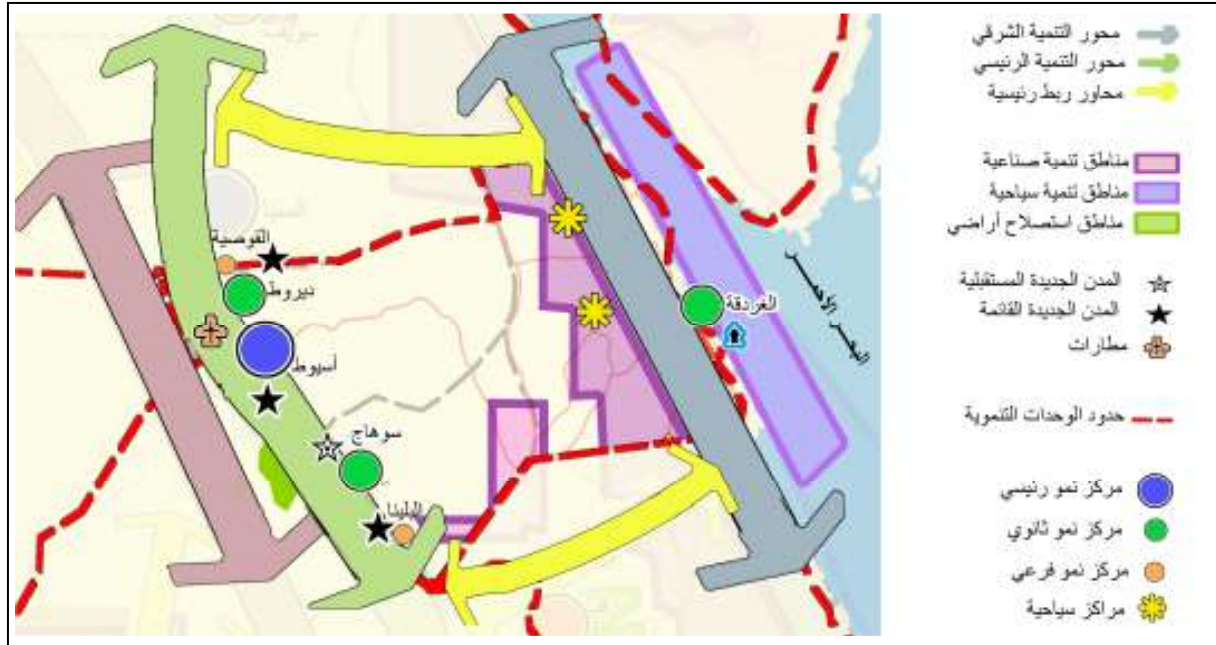 محور التنمية الشرقي
محور التنمية الرئيسي
محاور ربط رئيسية
مناطق تنمية صناعية
مناطق تنمية سياحية
مناطق استصلاح أراضي
المدن الجديدة المستقبلية
المدن الجديدة القائمة
مطارات
حدود الوحدات التنموية
مركز نمو رئيسي
مركز نمو ثانوي
مركز نمو فرعي
مراكز سياحية
المنيا
القوصية
ديروط
أسيوط
سوهاج
البلينا
الغردقة
البحر الاحمر